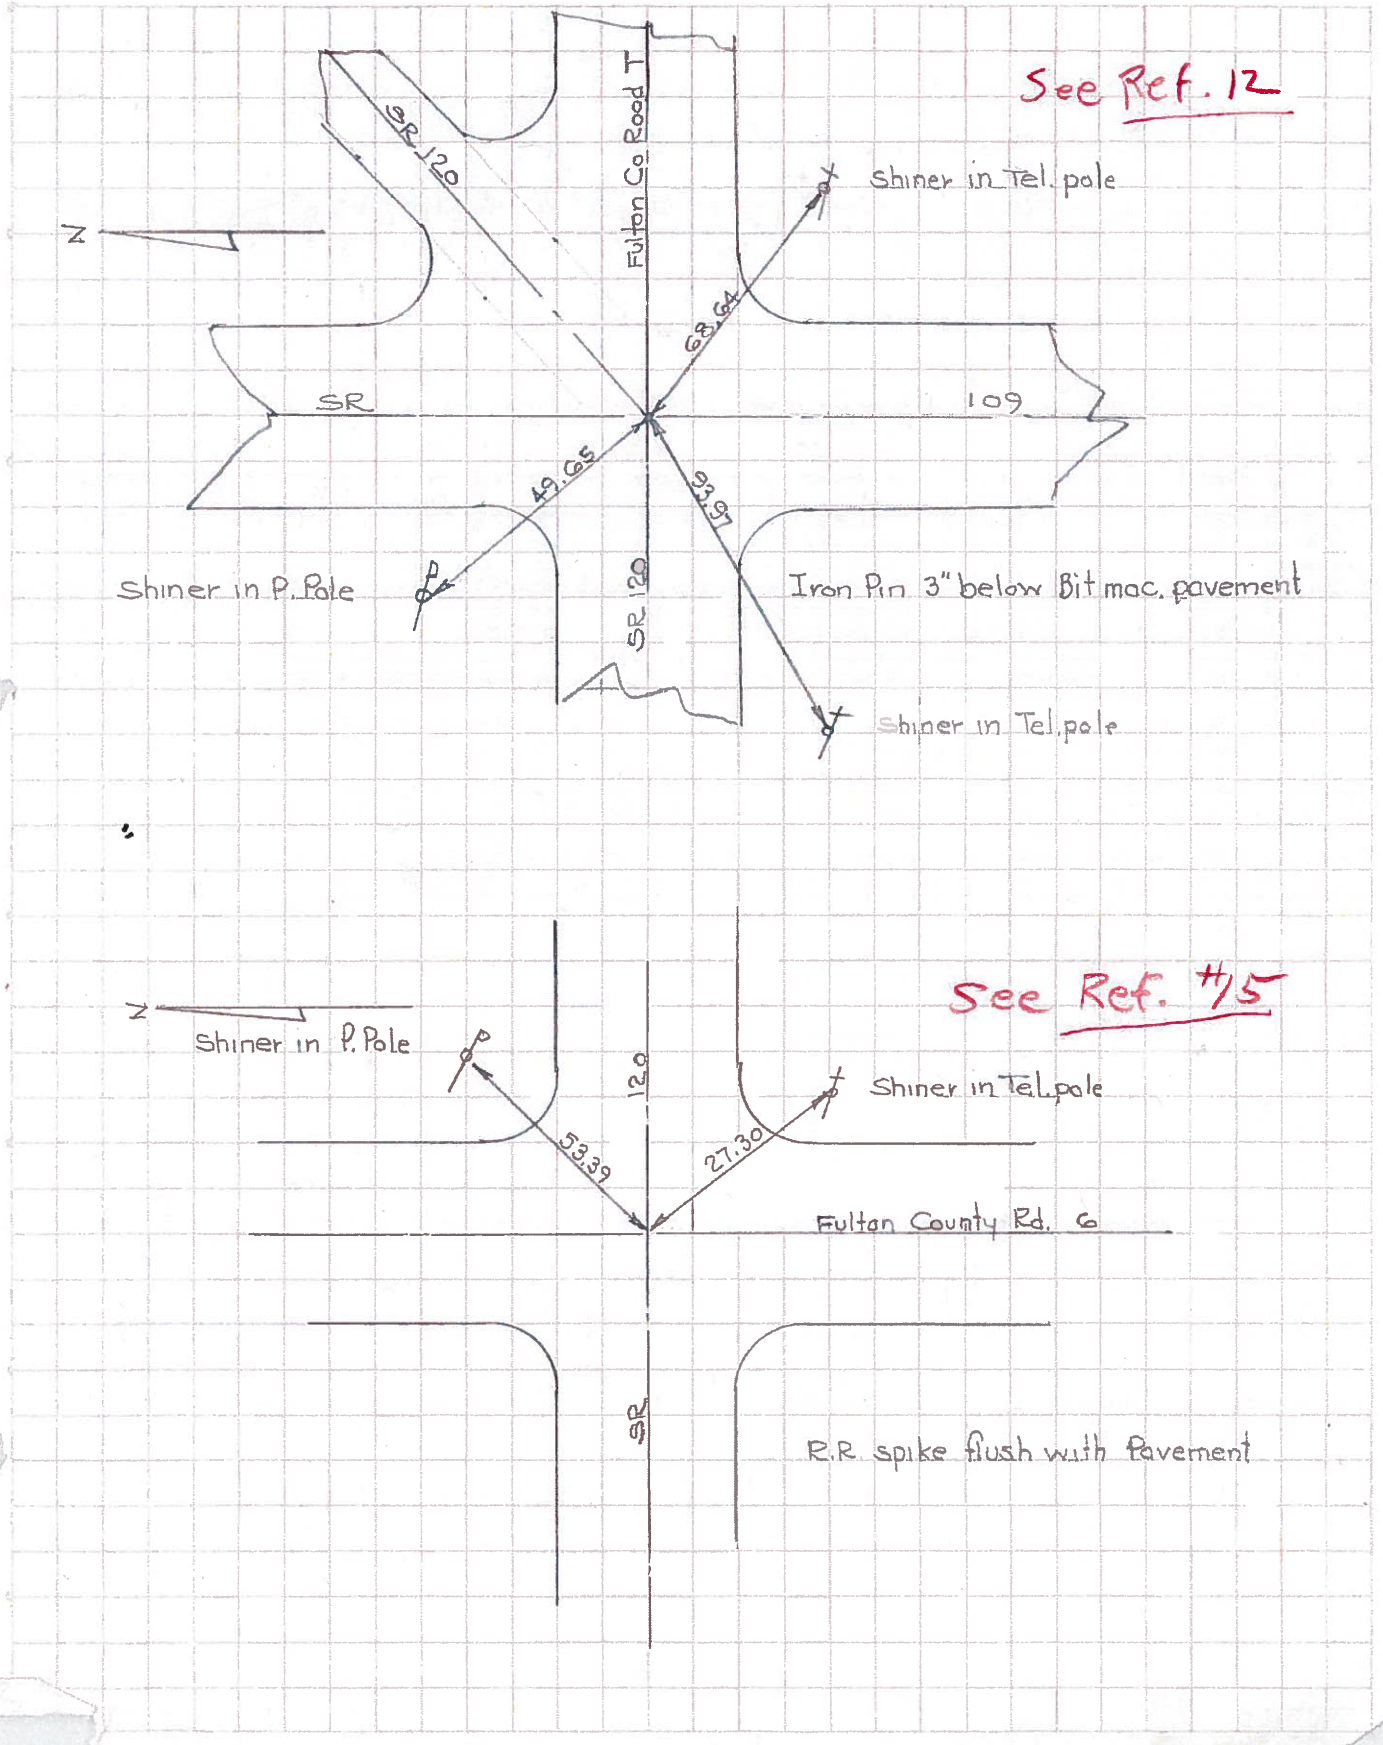 See Ref. 12
Fulton Co Road T
SR 120
Shiner in Tel. pole
N
68.64
SR
109
49.65
93.97
Shiner in P. Pole
SR 120
Iron Pin 3" below Bit mac. pavement
Shiner in Tel. pole
See Ref. #15
N
Shiner in P. Pole
120
Shiner in Tel. pole
53.39
27.30
Fulton County Rd. 6
SR
R.R. spike flush with Pavement